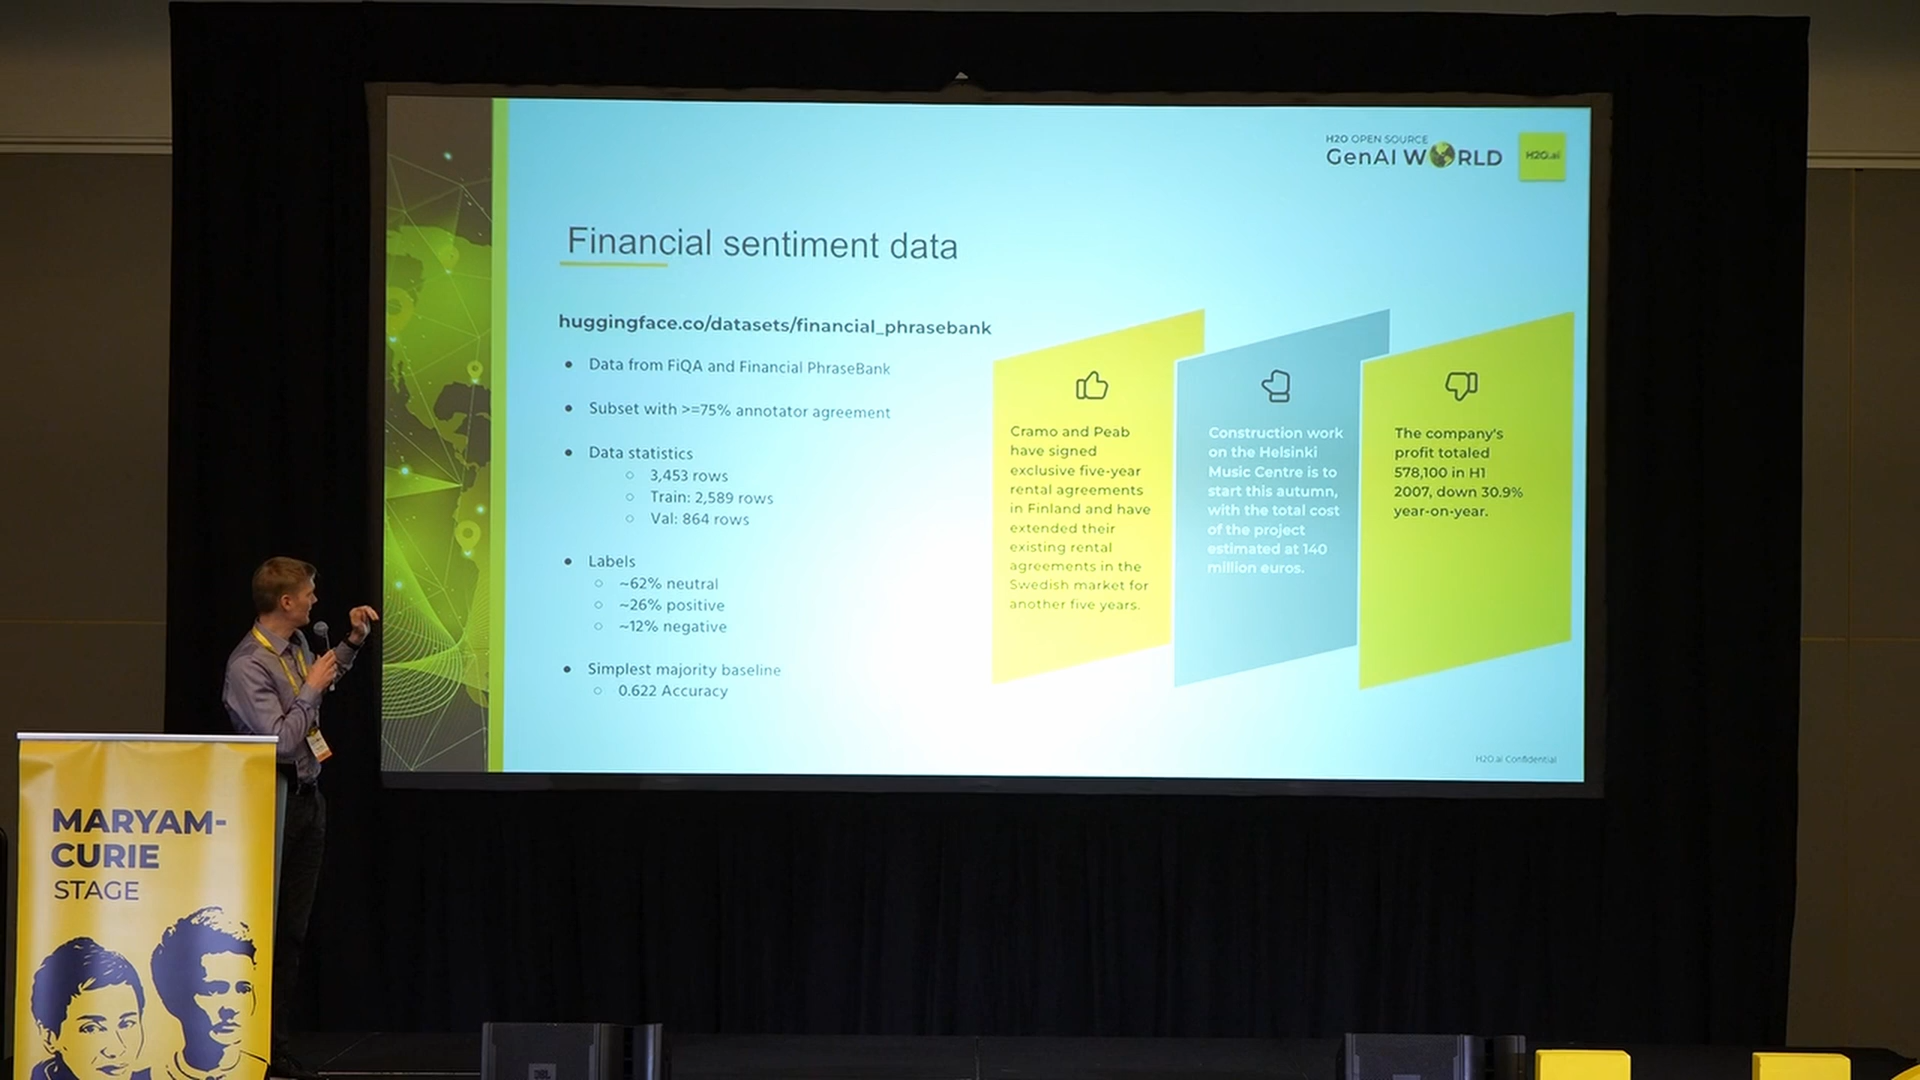 H2O OPEN SOURCE
GenAI WORLD
H2O.ai
Financial sentiment data
huggingface.co/datasets/financial_phrasebank
Data from FiQA and Financial PhraseBank
Subset with >=75% annotator agreement
Data statistics
3,453 rows
Train: 2,589 rows
Val: 864 rows
Labels
~62% neutral
~26% positive
~12% negative
Simplest majority baseline
0.622 Accuracy
Cramo and Peab
have signed
exclusive five-year
rental agreements
in Finland and have
extended their
existing rental
agreements in the
Swedish market for
another five years.
Construction work
on the Helsinki
Music Centre is to
start this autumn,
with the total cost
of the project
estimated at 140
million euros.
The company's
profit totaled
578,100 in H1
2007, down 30.9%
year-on-year.
H2O.ai Confidential
MARYAM-
CURIE
STAGE